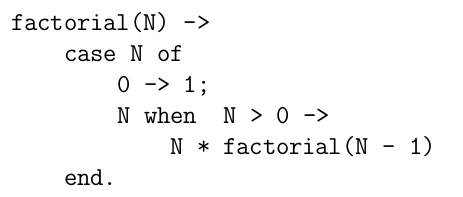 factorial(N) ->
    case N of
        0 -> 1;
        N when  N > 0 ->
            N * factorial(N - 1)
    end.